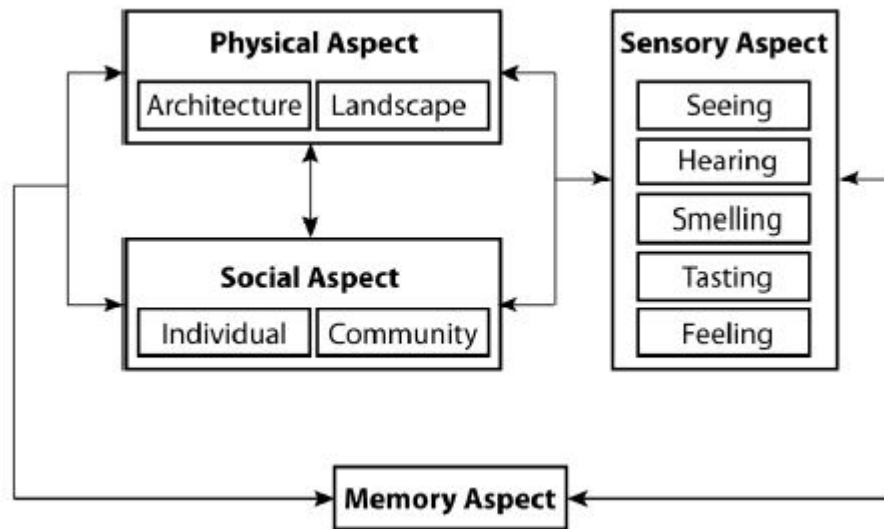 Physical Aspect
Architecture
Landscape
Social Aspect
Individual
Community
Sensory Aspect
Seeing
Hearing
Smelling
Tasting
Feeling
Memory Aspect